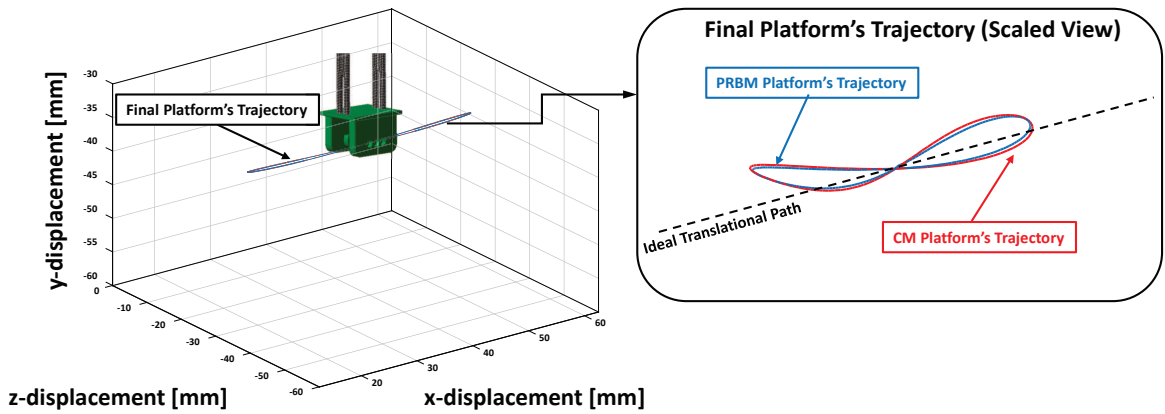 Final Platform's Trajectory (Scaled View)
PRBM Platform's Trajectory
CM Platform's Trajectory
Ideal Translational Path
Final Platform's Trajectory
y-displacement [mm]
-30
-35
-40
-45
-50
-55
-60
0
-10
-20
-30
-40
-50
-60
z-displacement [mm]
20
30
40
50
60
x-displacement [mm]